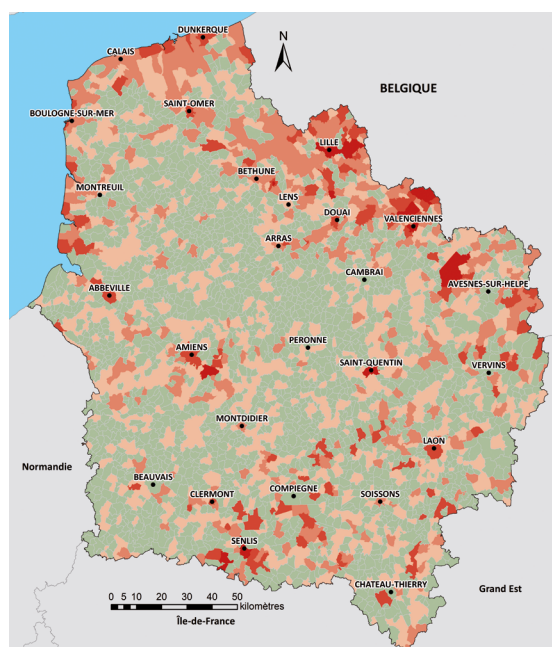 DUNKERQUE
N
CALAIS
BELGIQUE
SAINT-OMER
BOULOGNE-SUR-MER
LILLE
BETHUNE
MONTREUIL
LENS
DOUAI
VALENCIENNES
ARRAS
CAMBRAI
AVESNES-SUR-HELPE
ABBEVILLE
AMIENS
PERONNE
SAINT-QUENTIN
VERVINS
MONTDIDIER
LAON
Normandie
BEAUVAIS
CLERMONT
COMPIEGNE
SOISSONS
SENLIS
CHATEAU-THIERRY
Grand Est
0 5 10 20 30 40 50
kilomètres
Île-de-France